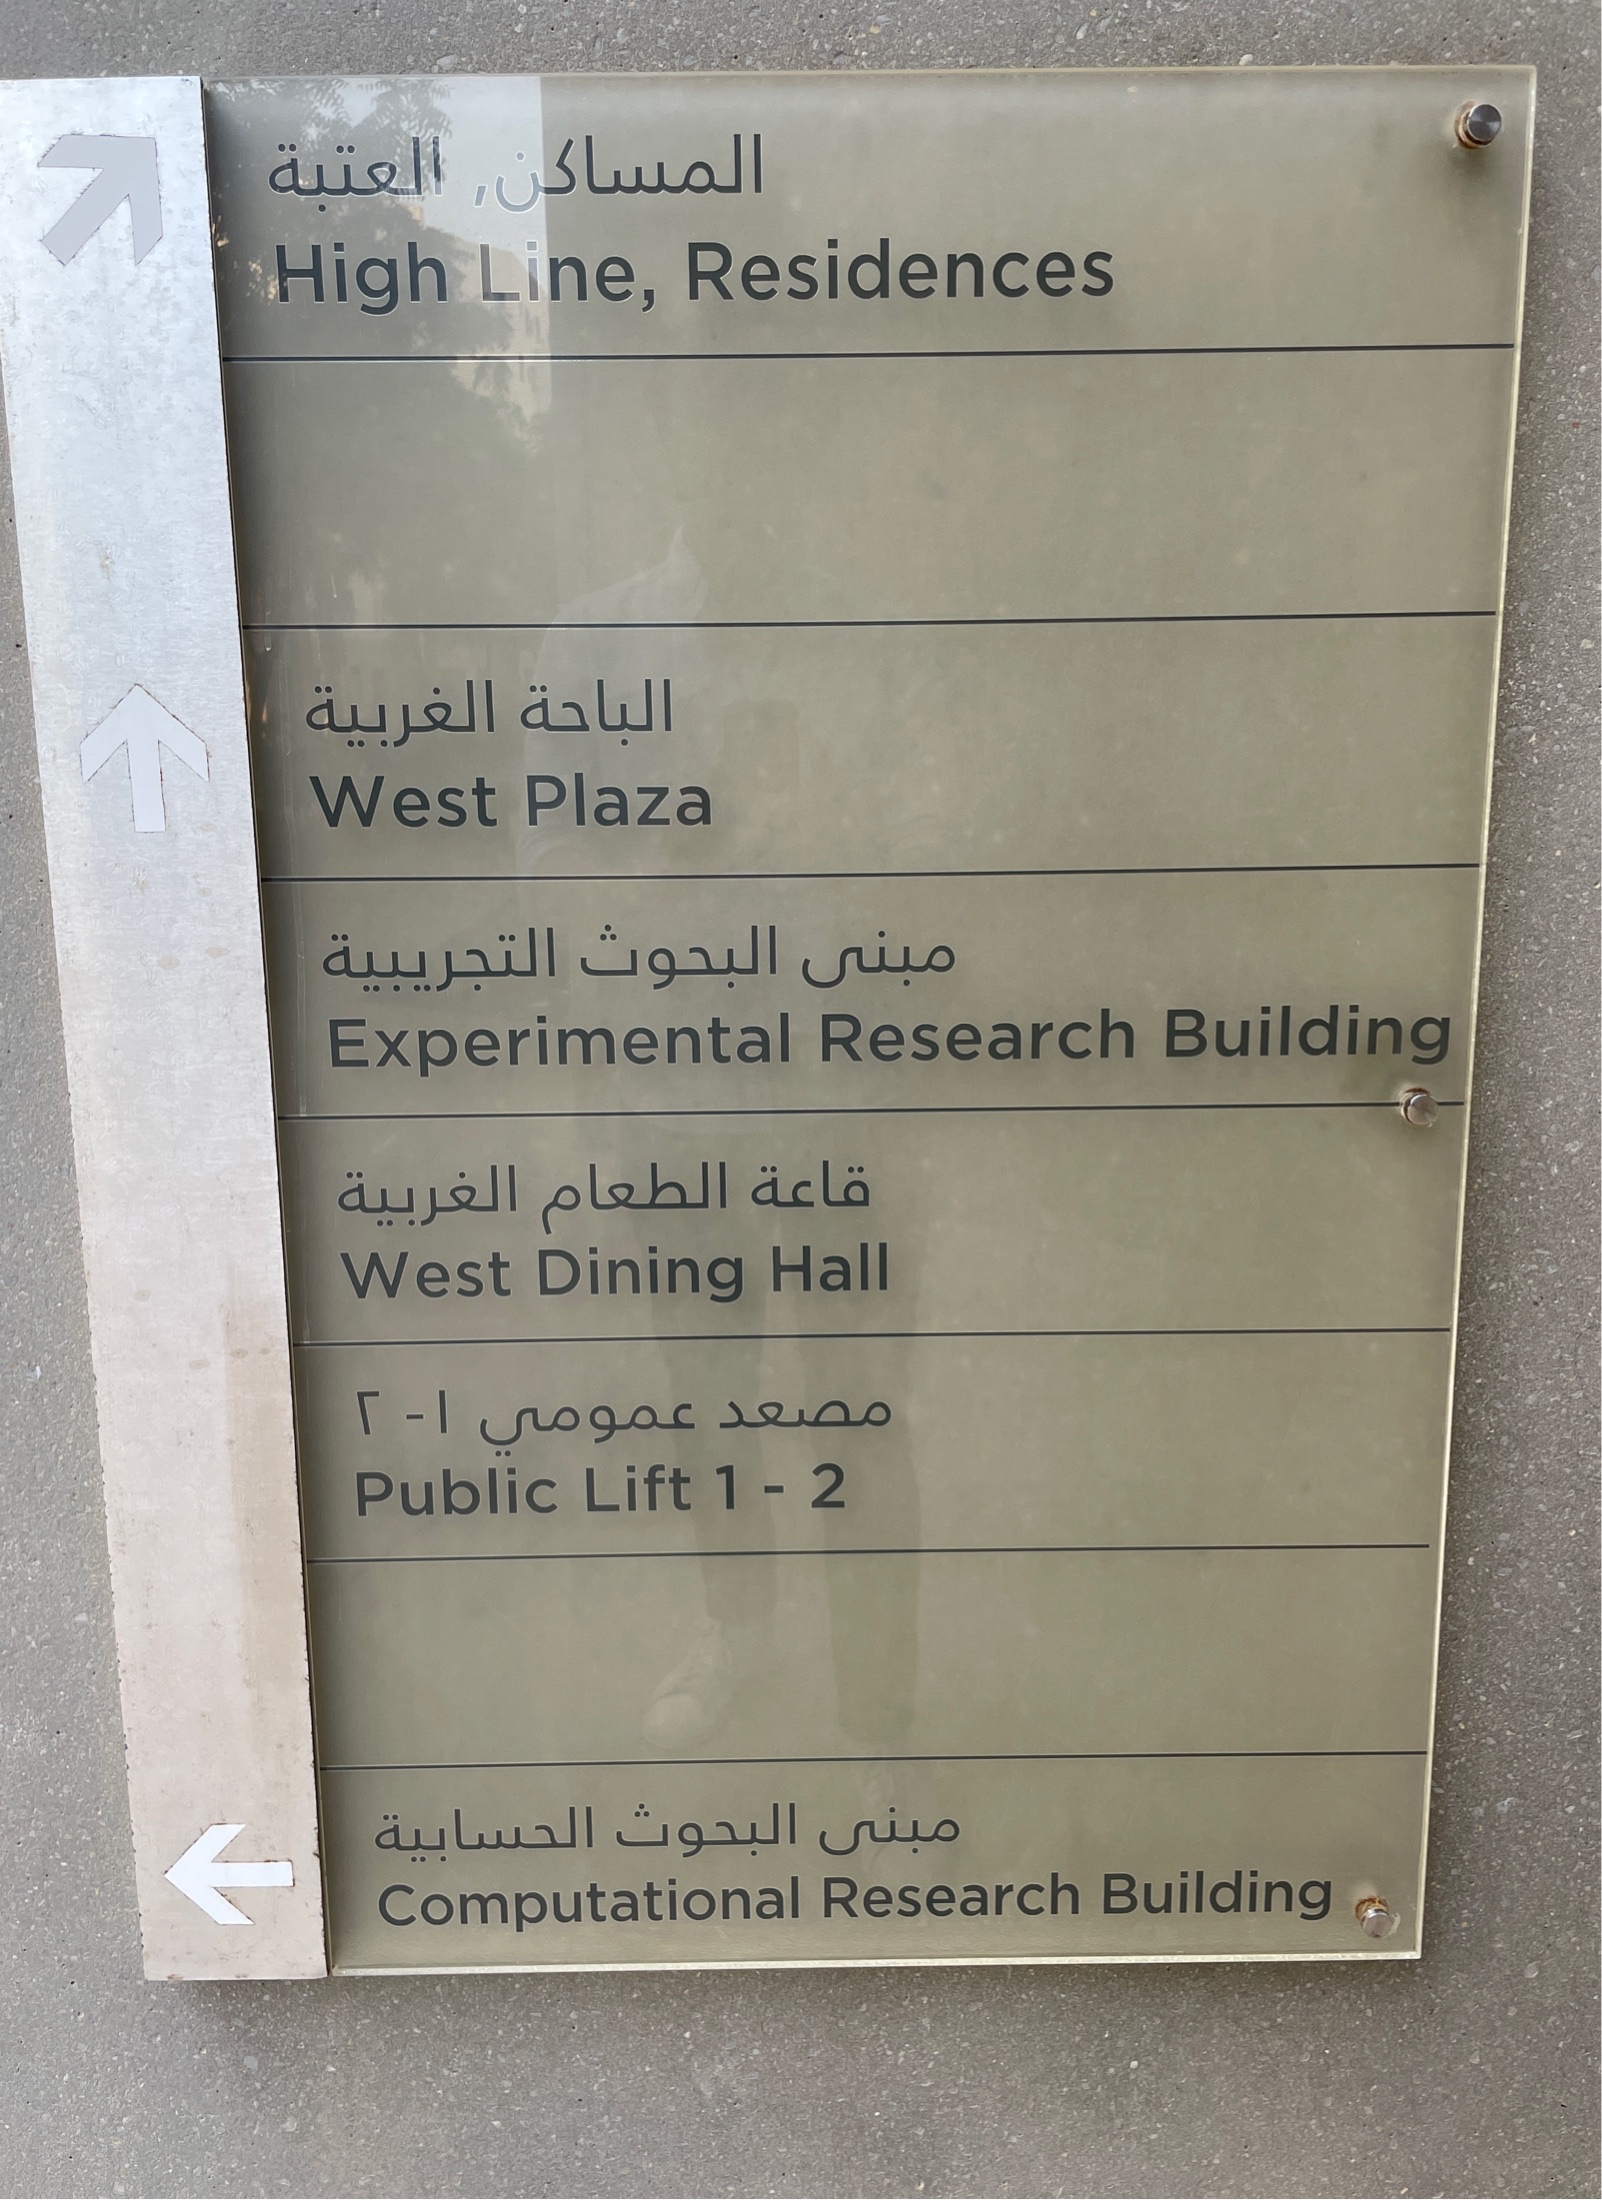 المساكن, العتبة
High Line, Residences
الباحة الغربية
West Plaza
مبنى البحوث التجريبية
Experimental Research Building
قاعة الطعام الغربية
West Dining Hall
مصعد عمومي ١- ٢
Public Lift 1 - 2
مبنى البحوث الحسابية
Computational Research Building